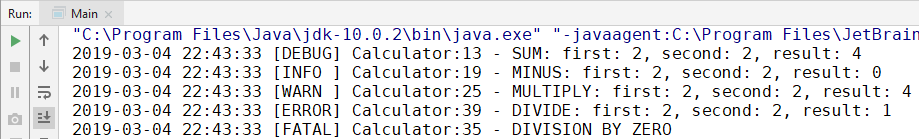 Run: Main
"C:\Program Files\Java\jdk-10.0.2\bin\java.exe" "-javaagent:C:\Program Files\JetBrain
2019-03-04 22:43:33 [DEBUG] Calculator:13 - SUM: first: 2, second: 2, result: 4
2019-03-04 22:43:33 [INFO ] Calculator:19 - MINUS: first: 2, second: 2, result: 0
2019-03-04 22:43:33 [WARN ] Calculator:25 - MULTIPLY: first: 2, second: 2, result: 4
2019-03-04 22:43:33 [ERROR] Calculator:39 - DIVIDE: first: 2, second: 2, result: 1
2019-03-04 22:43:33 [FATAL] Calculator:35 - DIVISION BY ZERO